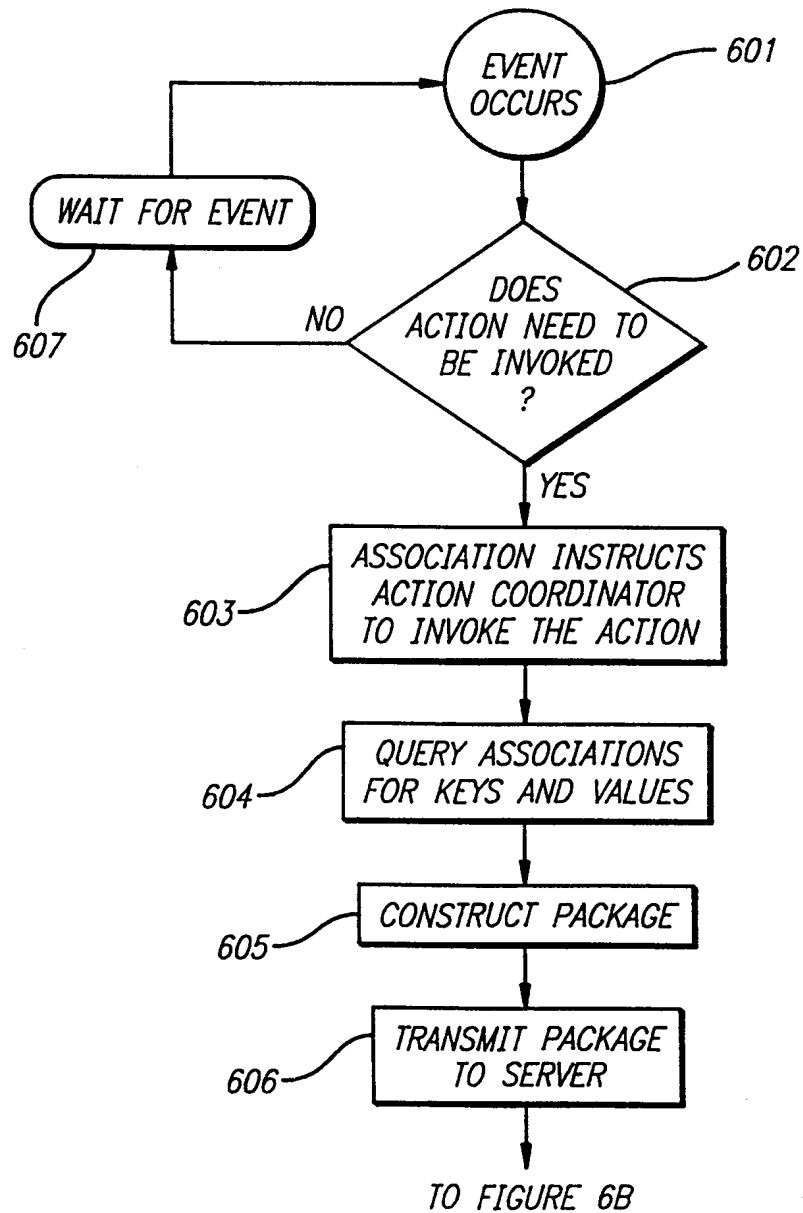 EVENT
OCCURS
601
WAIT FOR EVENT
607
DOES
ACTION NEED TO
BE INVOKED
?
602
NO
YES
ASSOCIATION INSTRUCTS
ACTION COORDINATOR
TO INVOKE THE ACTION
603
QUERY ASSOCIATIONS
FOR KEYS AND VALUES
604
CONSTRUCT PACKAGE
605
TRANSMIT PACKAGE
TO SERVER
606
TO FIGURE 6B